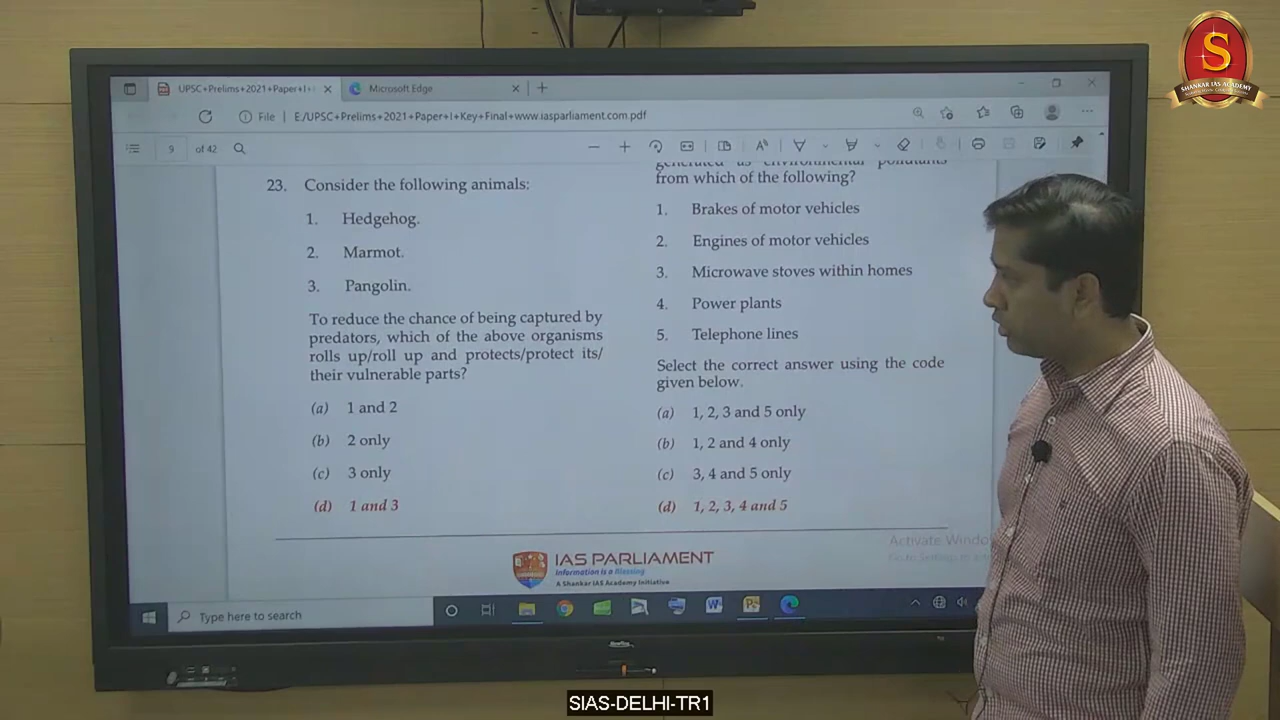 UPSC+Prelims+2021+Paper+I+
Microsoft Edge
File
E/UPSC+Prelims+2021+Paper+I+Key+Final+www.iasparliament.com.pdf
9 of 42
23. Consider the following animals:
1. Hedgehog.
2. Marmot.
3. Pangolin.
To reduce the chance of being captured by
predators, which of the above organisms
rolls up/roll up and protects/protect its/
their vulnerable parts?
(a) 1 and 2
(b) 2 only
(c) 3 only
(d) 1 and 3
generated as environmental pollutants
from which of the following?
1. Brakes of motor vehicles
2. Engines of motor vehicles
3. Microwave stoves within homes
4. Power plants
5. Telephone lines
Select the correct answer using the code
given below.
(a) 1, 2, 3 and 5 only
(b) 1, 2 and 4 only
(c) 3, 4 and 5 only
(d) 1, 2, 3, 4 and 5
Activate Windo
IAS PARLIAMENT
Information is a Blessing
A Shankar IAS Academy Initiative
Type here to search
S
SHANKAR IAS ACADEMY
SIAS-DELHI-TR1